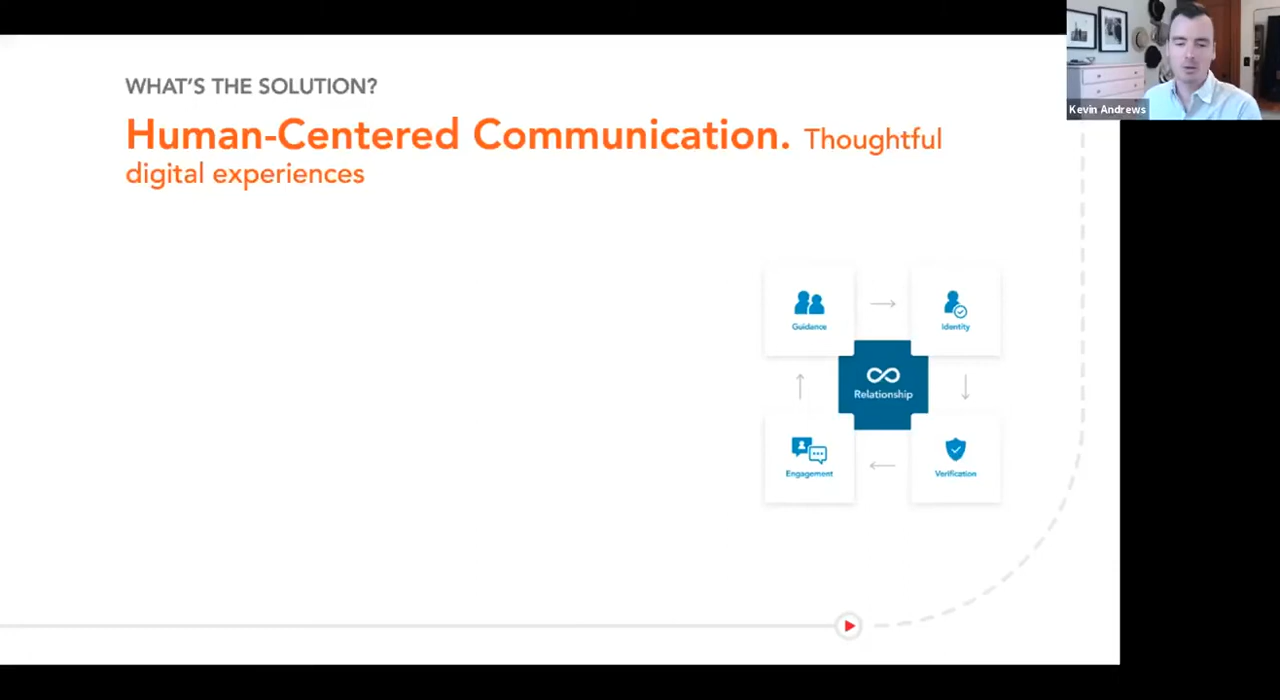 WHAT'S THE SOLUTION?
Human-Centered Communication. Thoughtful
digital experiences
Kevin Andrews
Guidance
Identity
Relationship
Engagement
Verification